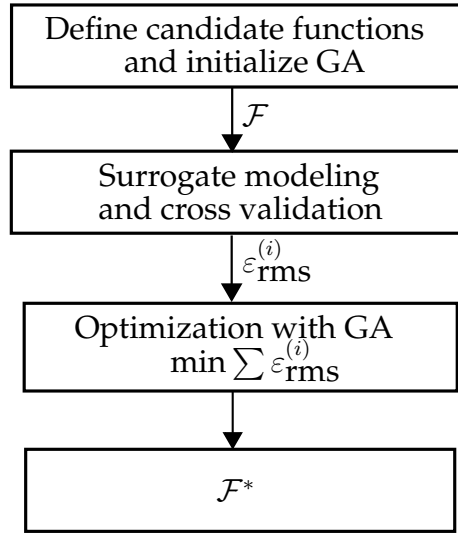 Define candidate functions
and initialize GA
ℱ
Surrogate modeling
and cross validation
ε_rms^(i)
Optimization with GA
min ∑ ε_rms^(i)
ℱ*